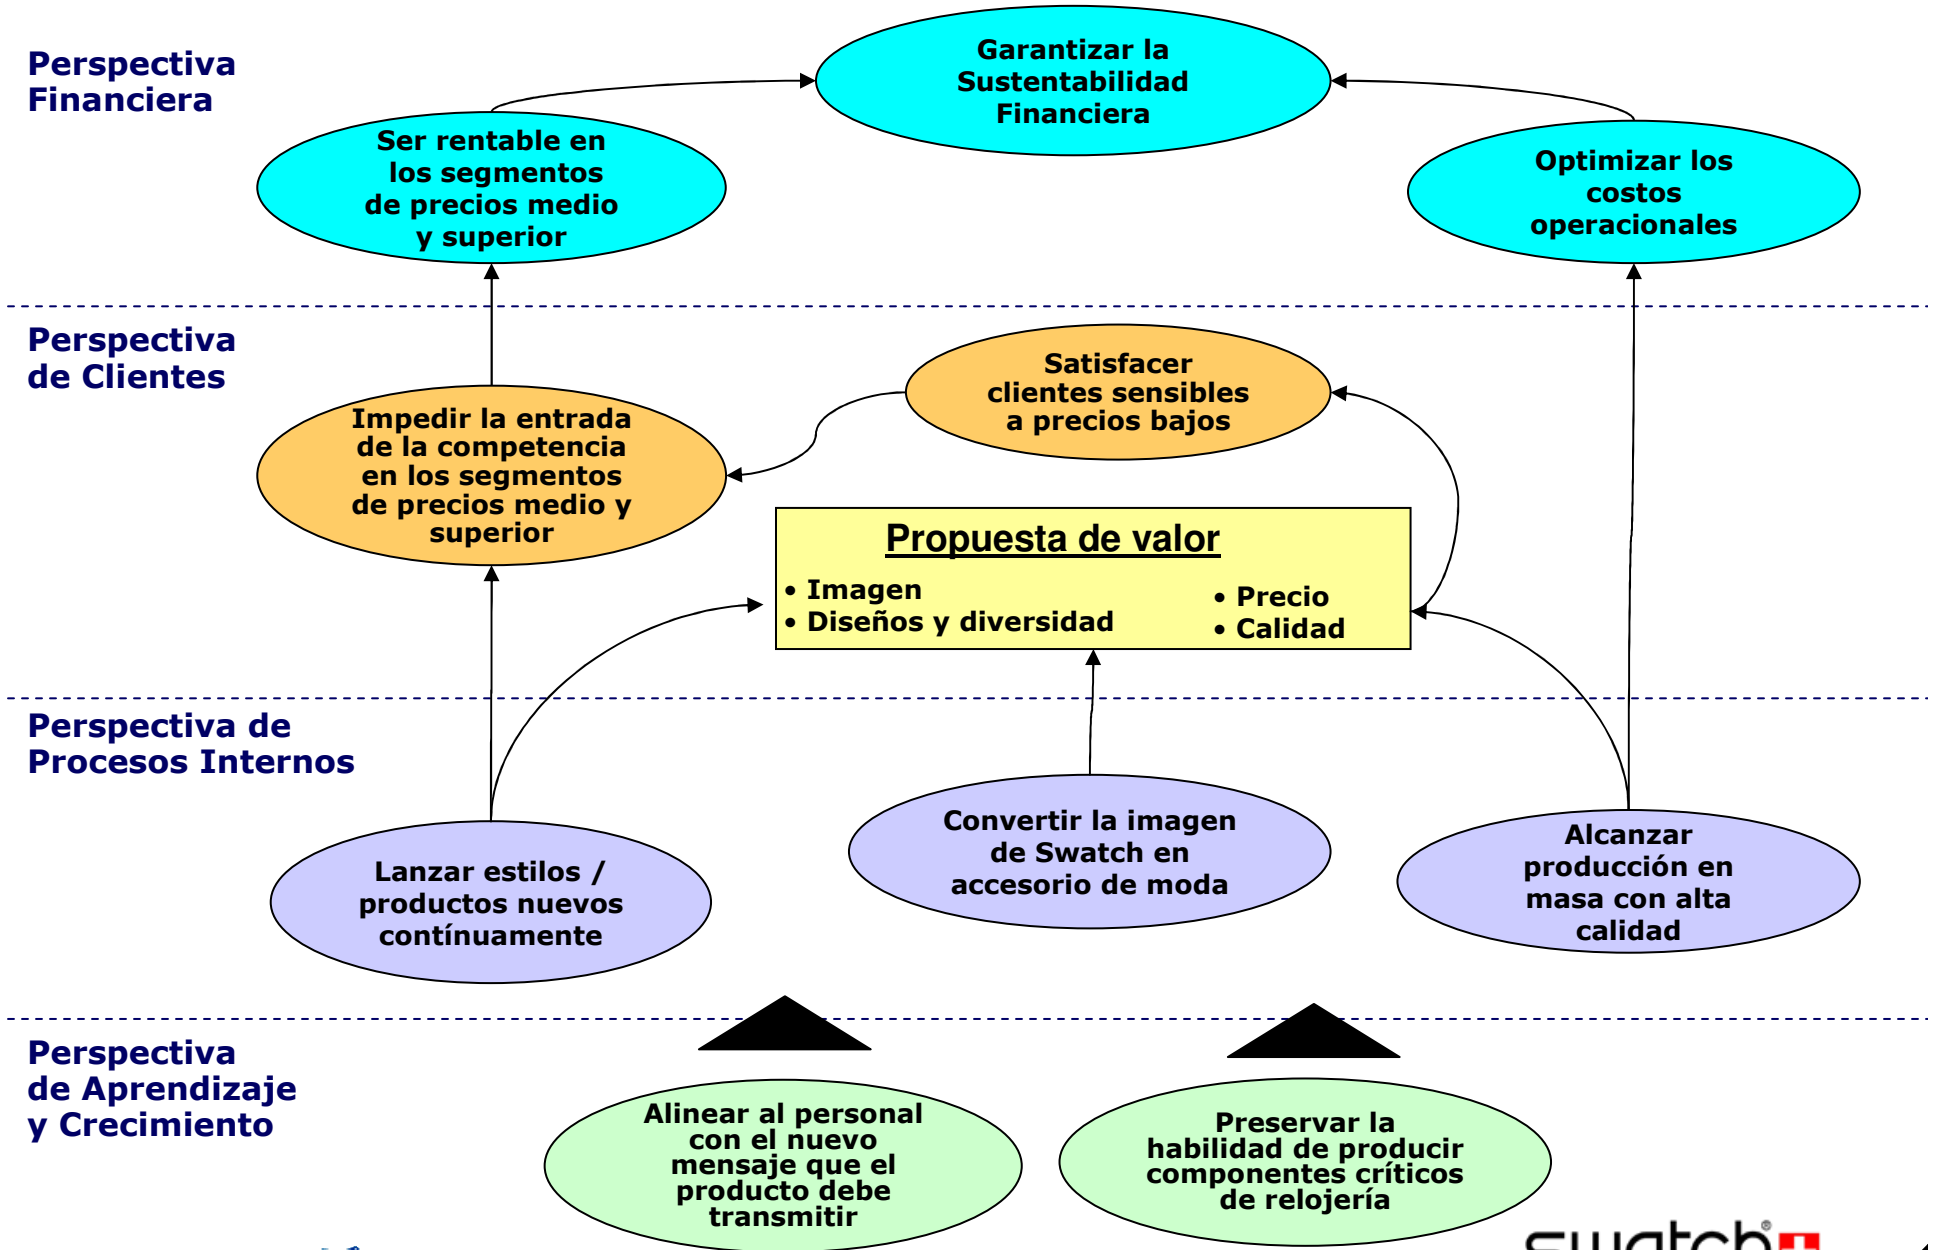 Perspectiva
Financiera
Garantizar la
Sustentabilidad
Financiera
Ser rentable en
los segmentos
de precios medio
y superior
Optimizar los
costos
operacionales
Perspectiva
de Clientes
Satisfacer
clientes sensibles
a precios bajos
Impedir la entrada
de la competencia
en los segmentos
de precios medio y
superior
Propuesta de valor
• Imagen
• Diseños y diversidad
• Precio
• Calidad
Perspectiva de
Procesos Internos
Lanzar estilos /
productos nuevos
contínuamente
Convertir la imagen
de Swatch en
accesorio de moda
Alcanzar
producción en
masa con alta
calidad
Perspectiva
de Aprendizaje
y Crecimiento
Alinear al personal
con el nuevo
mensaje que el
producto debe
transmitir
Preservar la
habilidad de producir
componentes críticos
de relojería
swatch®